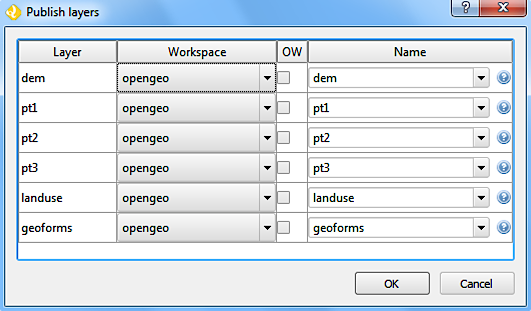 Publish layers
Layer Workspace OW Name
dem opengeo dem
pt1 opengeo pt1
pt2 opengeo pt2
pt3 opengeo pt3
landuse opengeo landuse
geoforms opengeo geoforms
OK Cancel